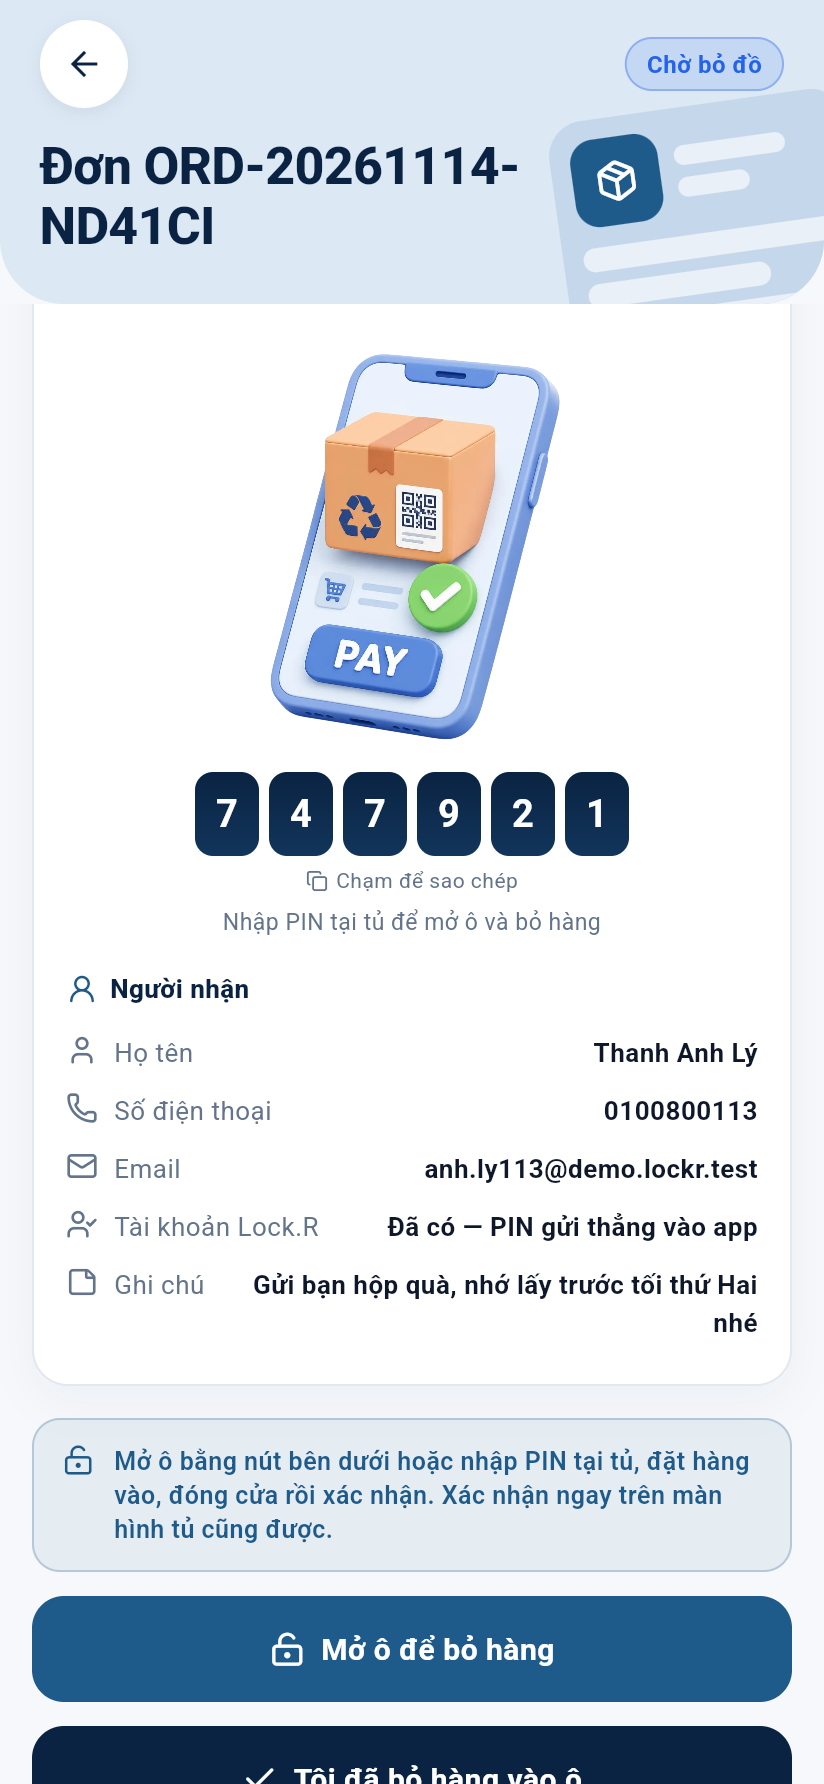 Chờ bỏ đồ
Đơn ORD-20261114-
ND41CI
PAY
7 4 7 9 2 1
Chạm để sao chép
Nhập PIN tại tủ để mở ô và bỏ hàng
Người nhận
Họ tên Thanh Anh Lý
Số điện thoại 0100800113
Email anh.ly113@demo.lockr.test
Tài khoản Lock.R Đã có — PIN gửi thẳng vào app
Ghi chú Gửi bạn hộp quà, nhớ lấy trước tối thứ Hai
nhé
Mở ô bằng nút bên dưới hoặc nhập PIN tại tủ, đặt hàng
vào, đóng cửa rồi xác nhận. Xác nhận ngay trên màn
hình tủ cũng được.
Mở ô để bỏ hàng
Tôi đã bỏ hàng vào ô